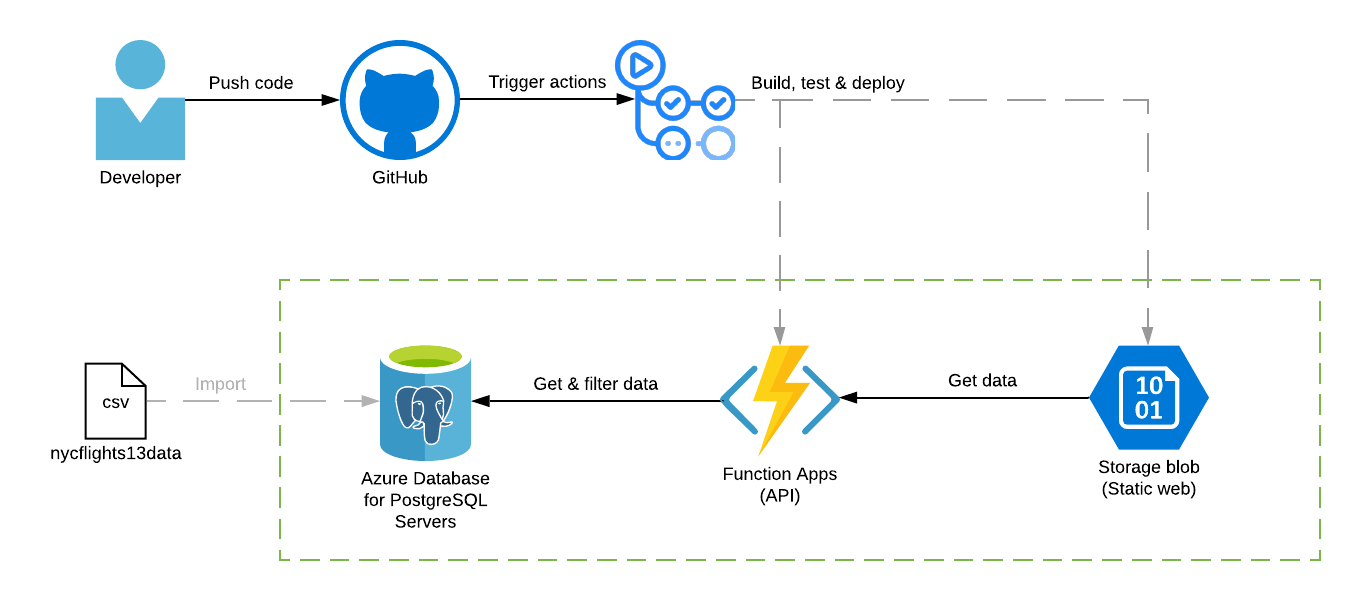 Push code
Trigger actions
Build, test & deploy
Developer
GitHub
csv
nycflights13data
Import
Get & filter data
Get data
10
01
Azure Database
for PostgreSQL
Servers
Function Apps
(API)
Storage blob
(Static web)